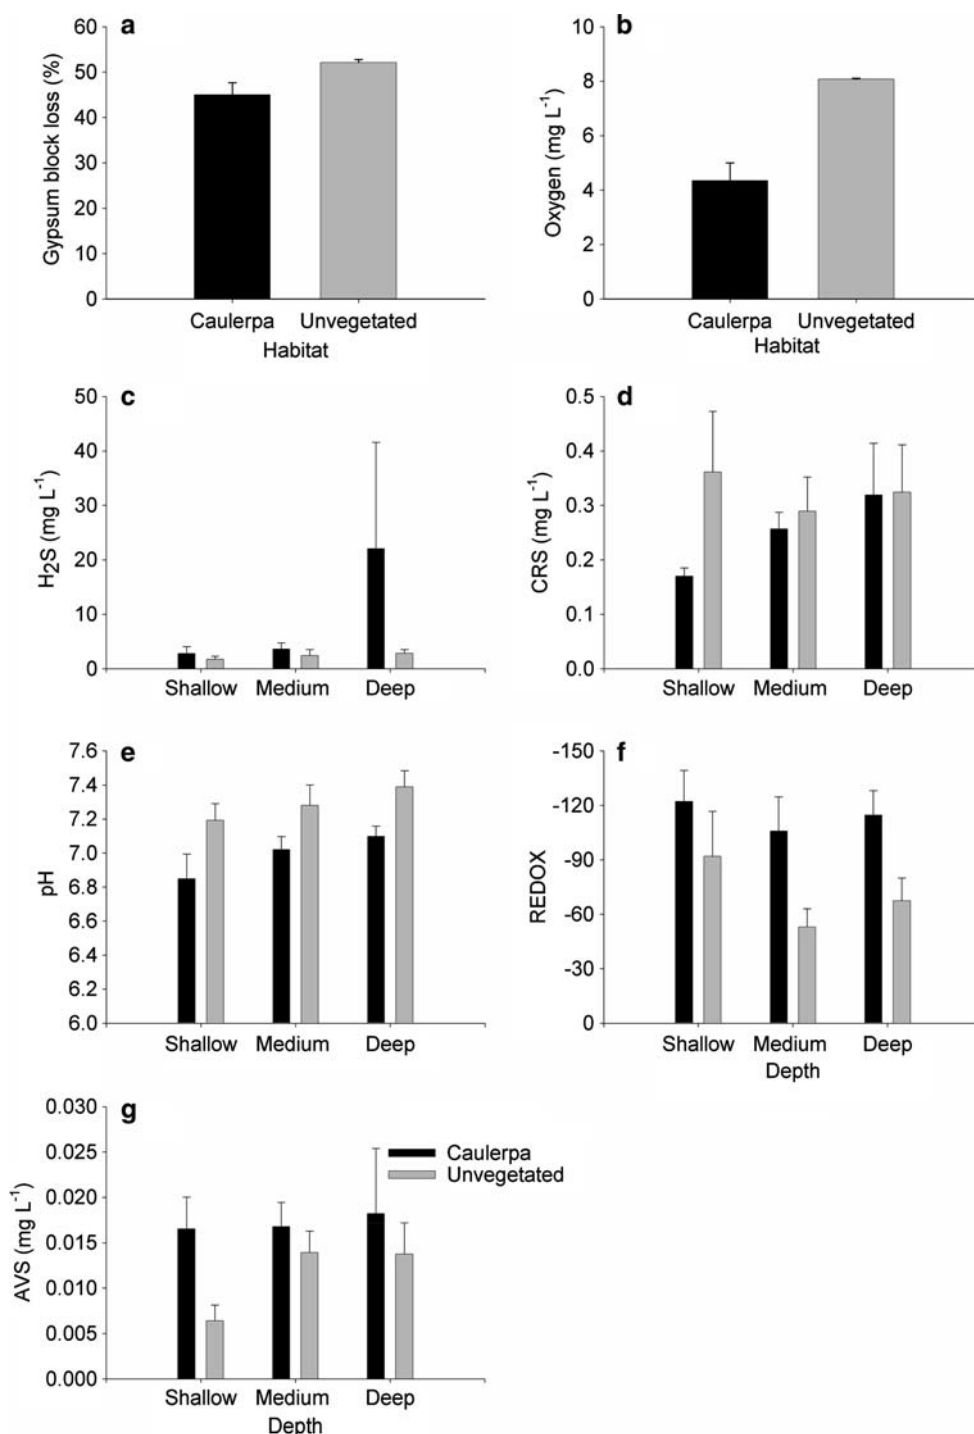 a
Gypsum block loss (%)
60
50
40
30
20
10
0
Caulerpa Unvegetated
Habitat
b
Oxygen (mg L-1)
10
8
6
4
2
0
Caulerpa Unvegetated
Habitat
c
H2S (mg L-1)
50
40
30
20
10
0
Shallow Medium Deep
d
CRS (mg L-1)
0.5
0.4
0.3
0.2
0.1
0.0
Shallow Medium Deep
e
pH
7.6
7.4
7.2
7.0
6.8
6.6
6.4
6.2
6.0
Shallow Medium Deep
f
REDOX
-150
-120
-90
-60
-30
0
Shallow Medium Deep
Depth
g
AVS (mg L-1)
0.030
0.025
0.020
0.015
0.010
0.005
0.000
Caulerpa
Unvegetated
Shallow Medium Deep
Depth